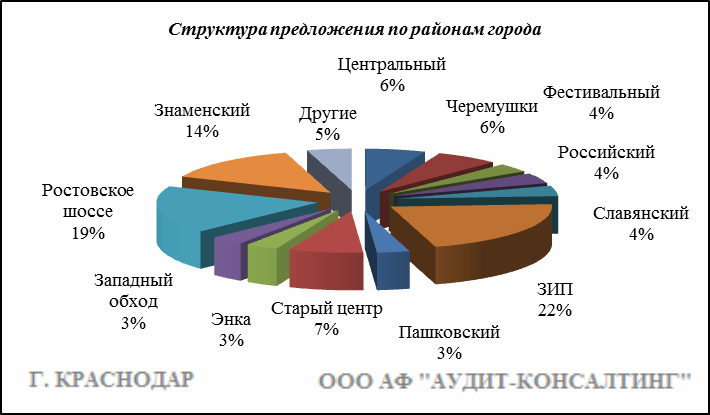 Структура предложения по районам города
Центральный
6%
Черемушки
6%
Фестивальный
4%
Российский
4%
Славянский
4%
ЗИП
22%
Пашковский
3%
Старый центр
7%
Энка
3%
Западный
обход
3%
Ростовское
шоссе
19%
Знаменский
14%
Другие
5%
Г. КРАСНОДАР
ООО АФ "АУДИТ-КОНСАЛТИНГ"